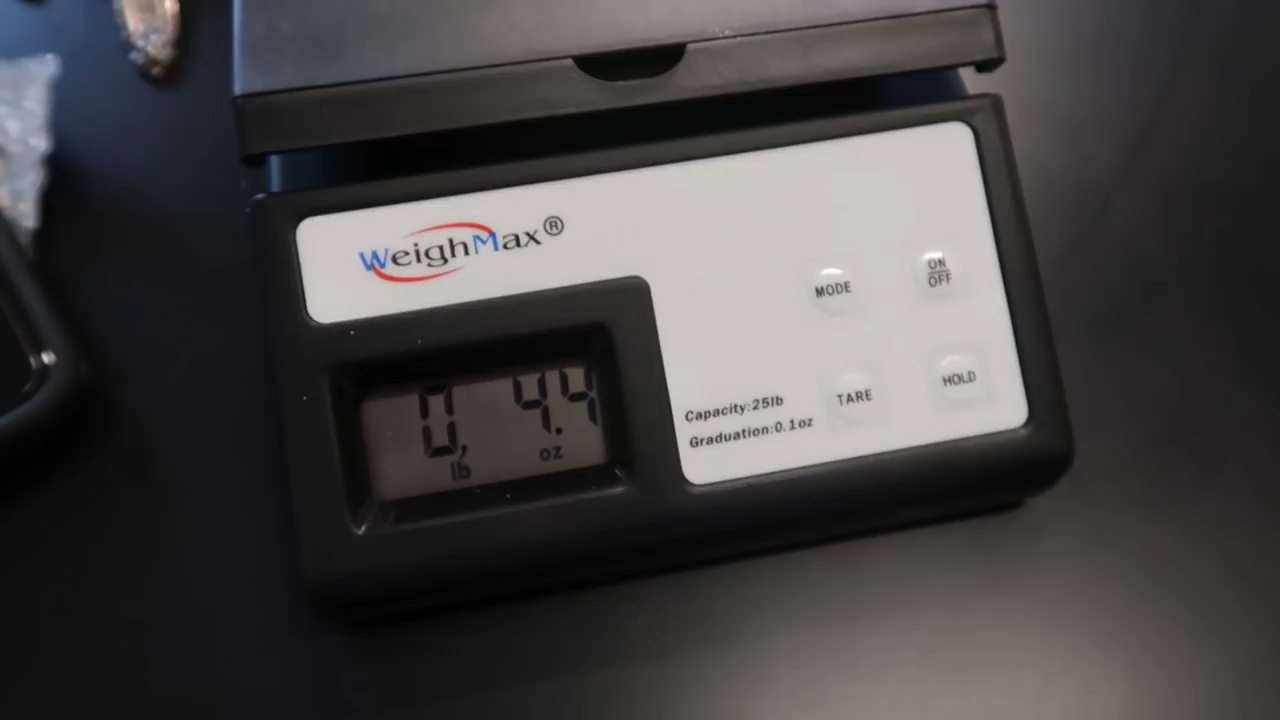 WeighMax®
MODE
ON
OFF
TARE
HOLD
Capacity:25lb
Graduation:0.1oz
0, 4.4
lb oz